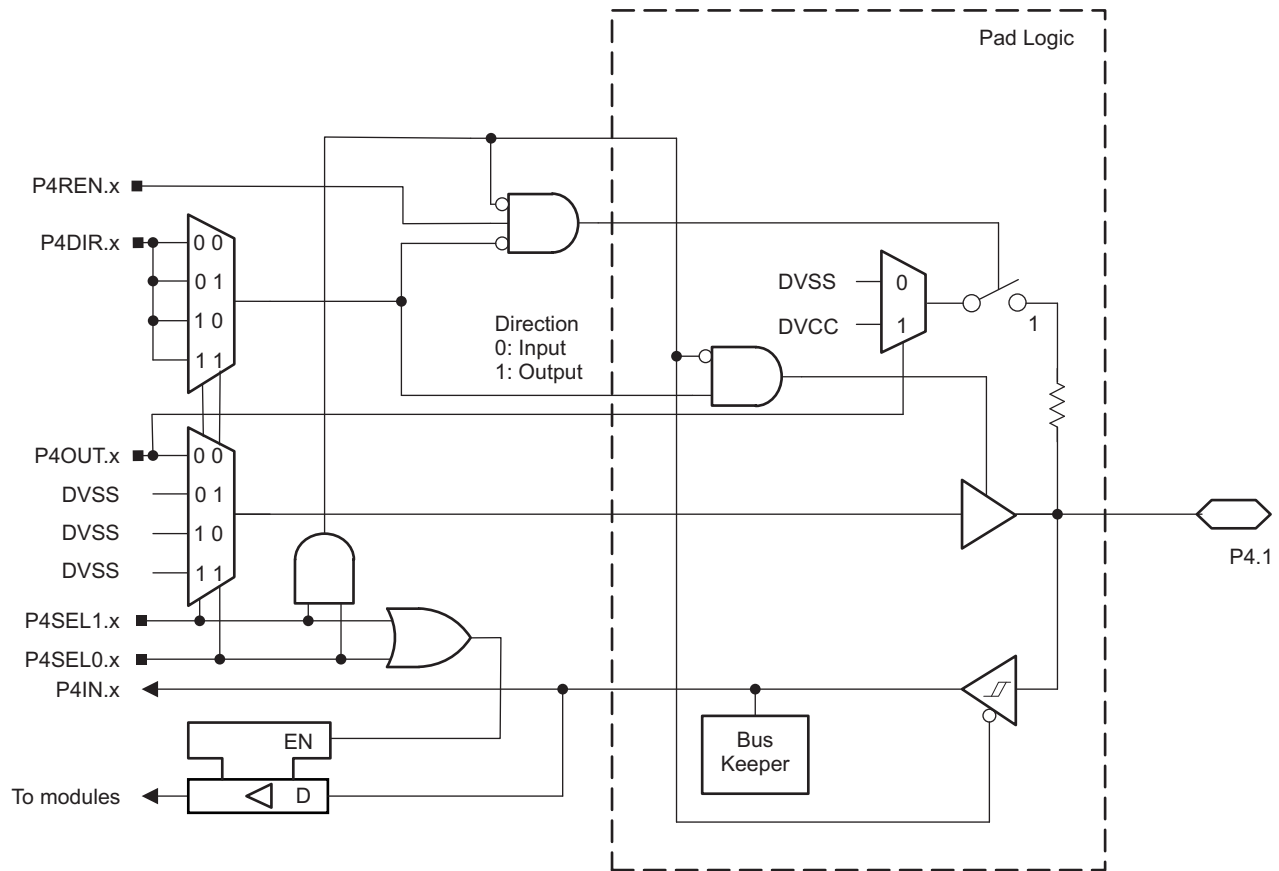 Pad Logic
P4REN.x
P4DIR.x
0 0
0 1
1 0
1 1
Direction
0: Input
1: Output
DVSS
0
DVCC
1
1
P4OUT.x
0 0
DVSS
0 1
DVSS
1 0
DVSS
1 1
P4.1
P4SEL1.x
P4SEL0.x
P4IN.x
Bus
Keeper
EN
To modules
D